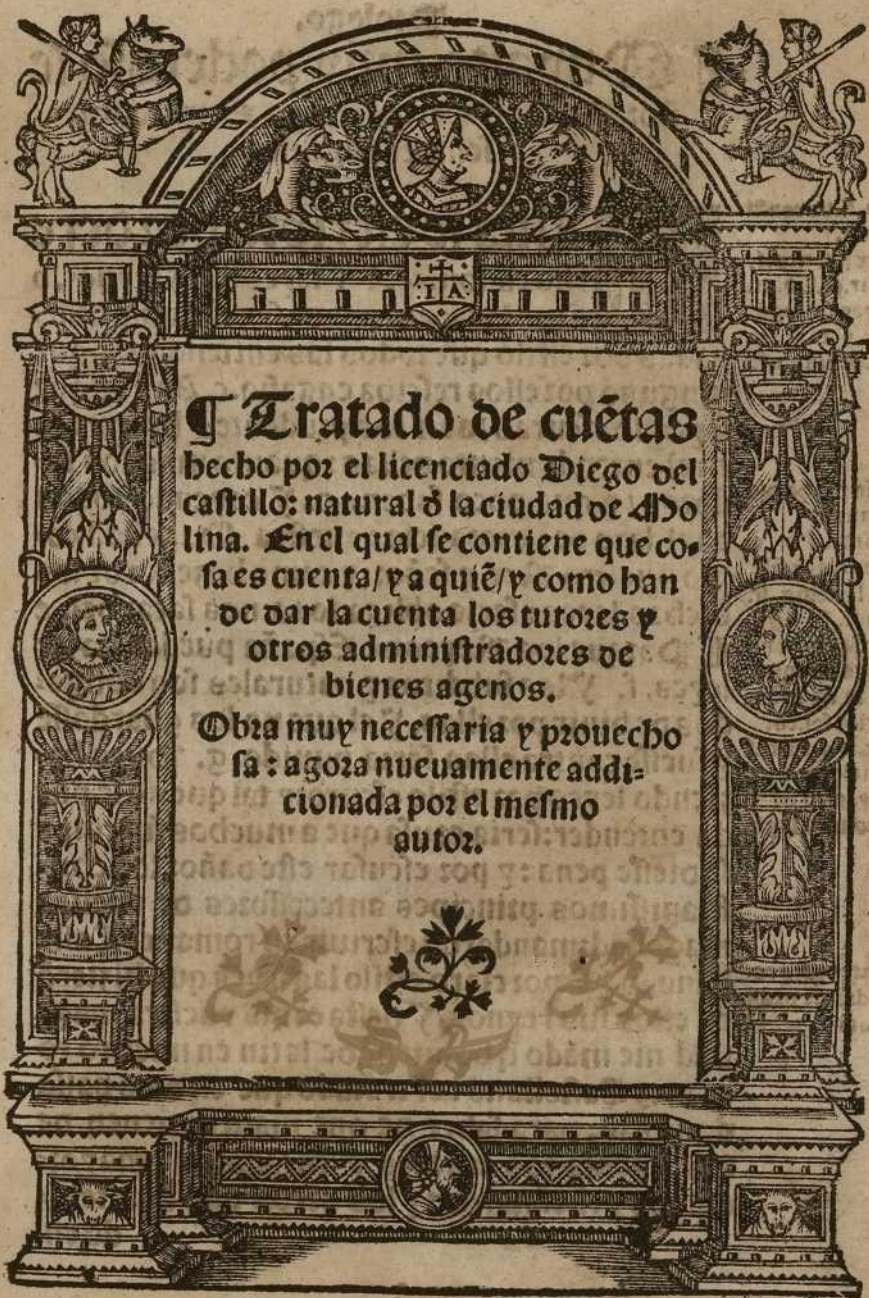 I A
¶ Tratado de cuẽtas
hecho por el licenciado Diego del
castillo: natural ď la ciudad de Mo
lina. En el qual se contiene que co-
sa es cuenta/ y a quiẽ/ y como han
de dar la cuenta los tutores y
otros administradores de
bienes agenos.
Obra muy necessaria y prouecho
sa: agora nueuamente addi-
cionada por el mesmo
autor.